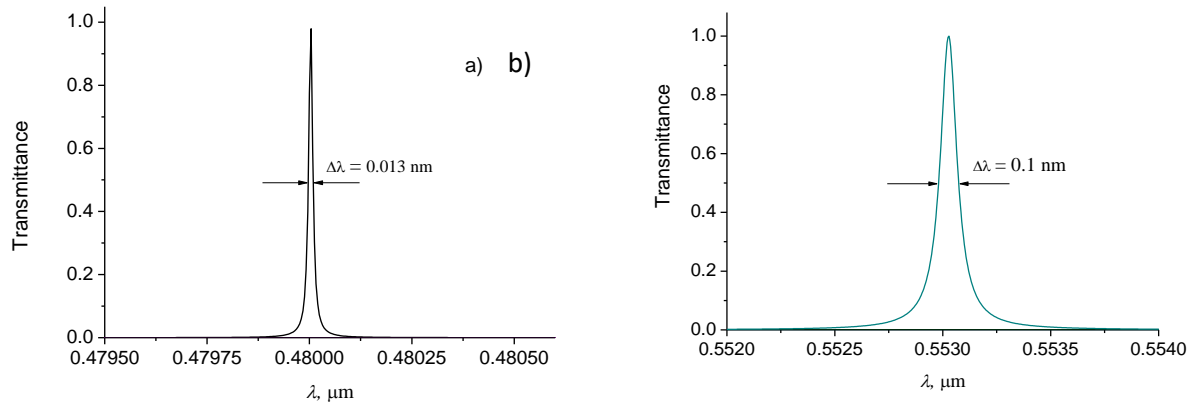 a) b)
Transmittance
1.0
0.8
0.6
0.4
0.2
0.0
Δλ = 0.013 nm
0.47950 0.47975 0.48000 0.48025 0.48050
λ, μm
Transmittance
1.0
0.8
0.6
0.4
0.2
0.0
Δλ = 0.1 nm
0.5520 0.5525 0.5530 0.5535 0.5540
λ, μm